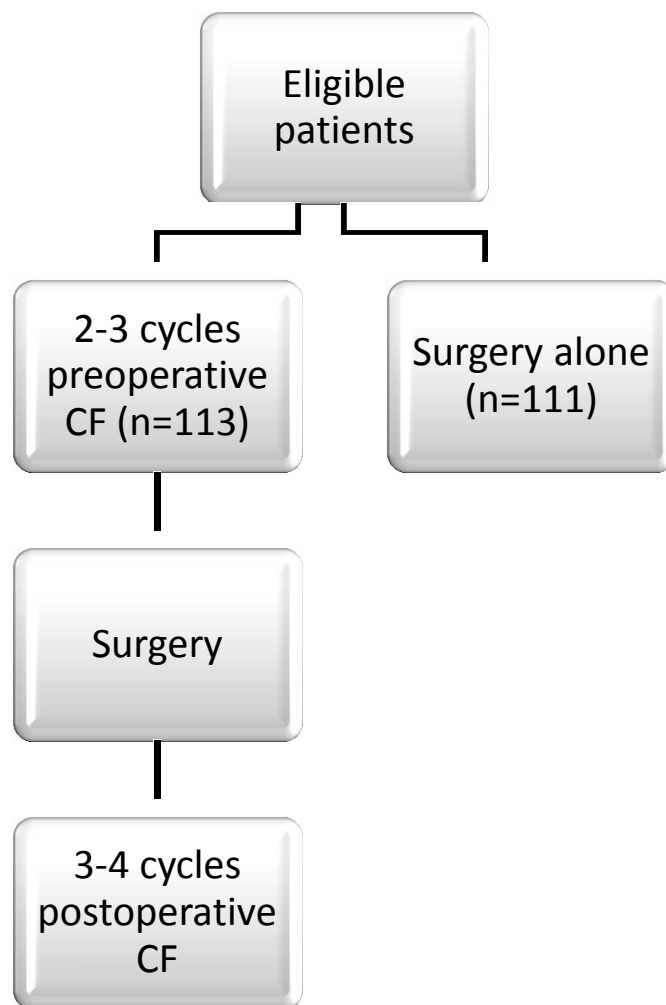 Eligible
patients
2-3 cycles
preoperative
CF (n=113)
Surgery alone
(n=111)
Surgery
3-4 cycles
postoperative
CF